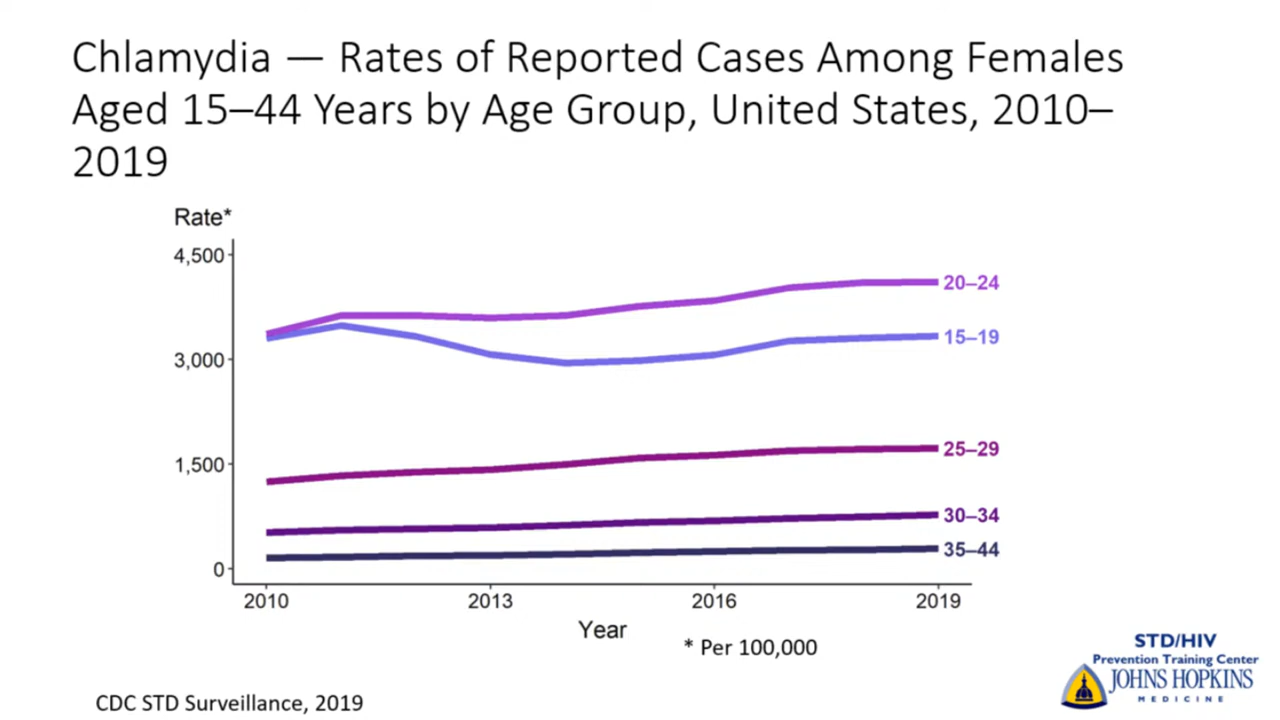 Chlamydia — Rates of Reported Cases Among Females
Aged 15–44 Years by Age Group, United States, 2010–
2019
Rate*
4,500
20–24
15–19
3,000
25–29
1,500
30–34
35–44
0
2010
2013
2016
2019
Year
* Per 100,000
STD/HIV
Prevention Training Center
JOHNS HOPKINS
MEDICINE
CDC STD Surveillance, 2019